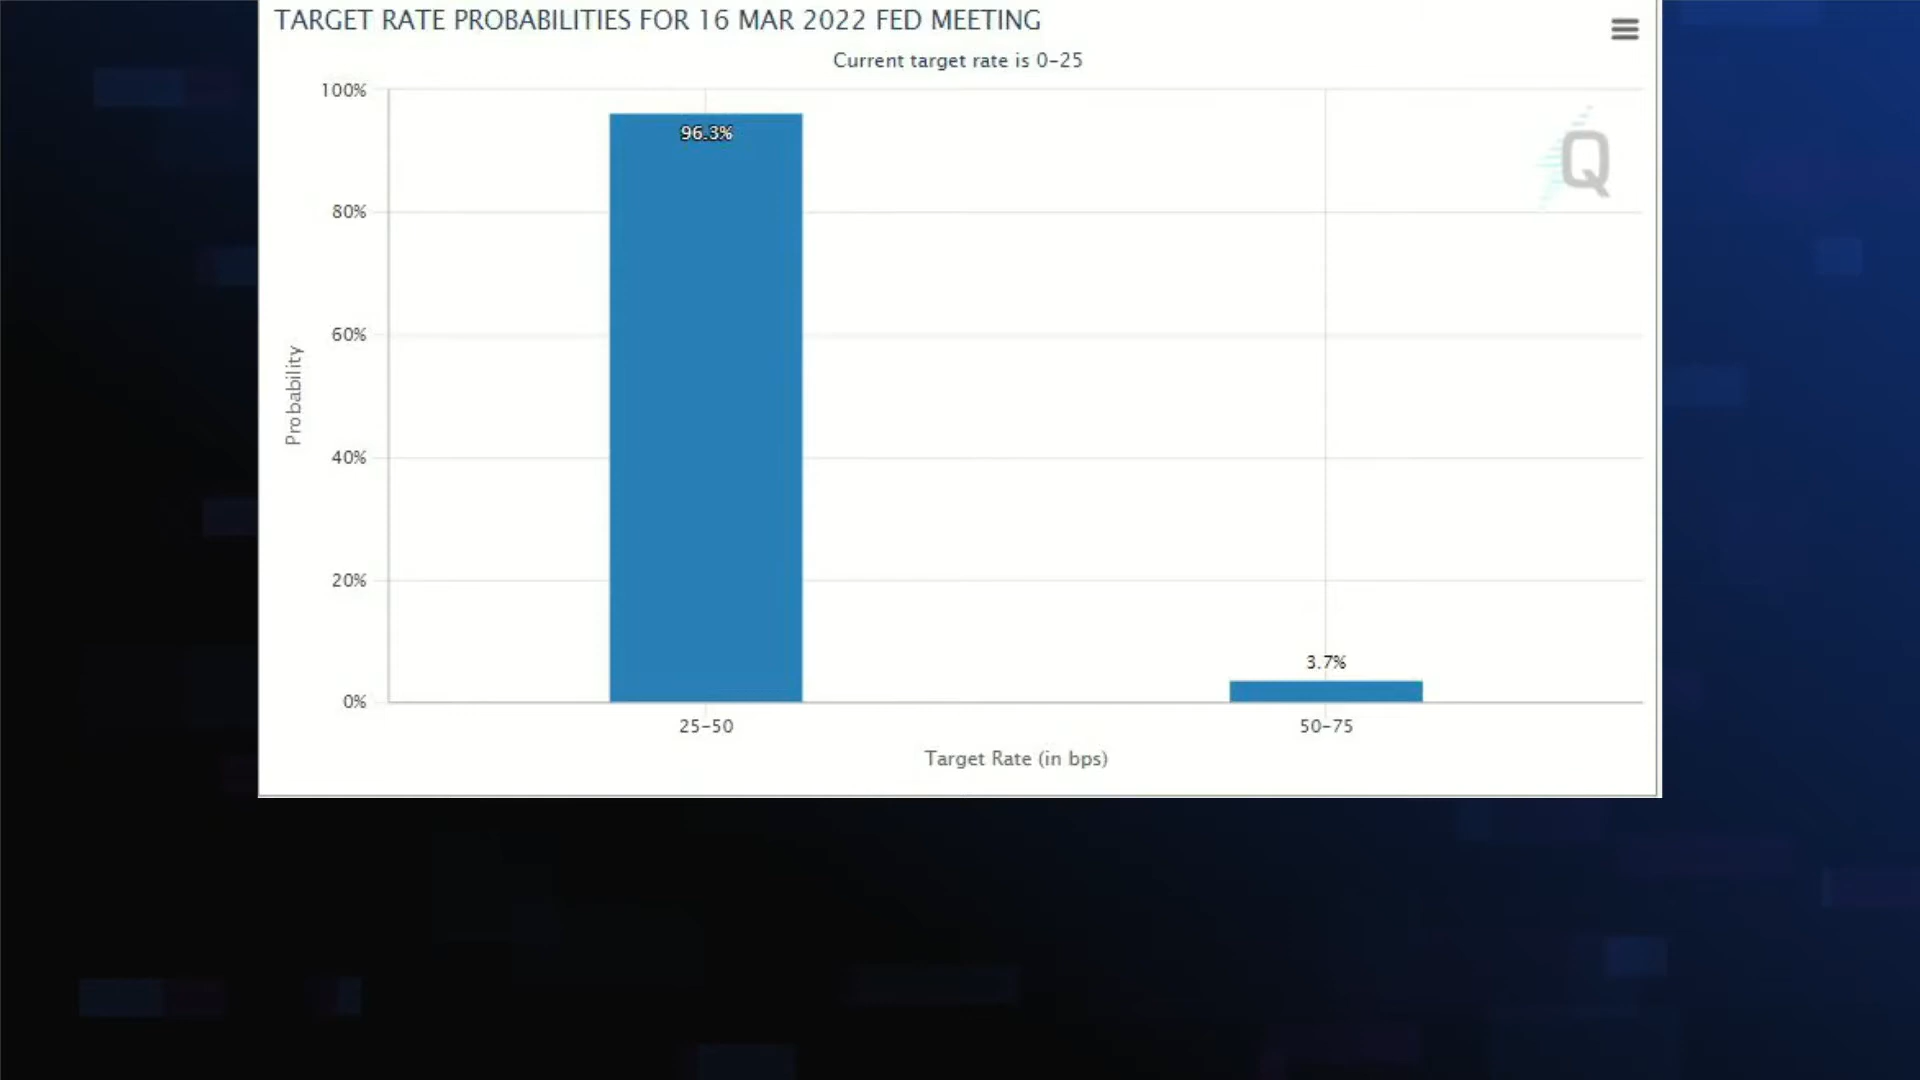 TARGET RATE PROBABILITIES FOR 16 MAR 2022 FED MEETING
Current target rate is 0-25
100%
80%
60%
40%
20%
0%
Probability
96.3%
3.7%
Q
25-50
50-75
Target Rate (in bps)